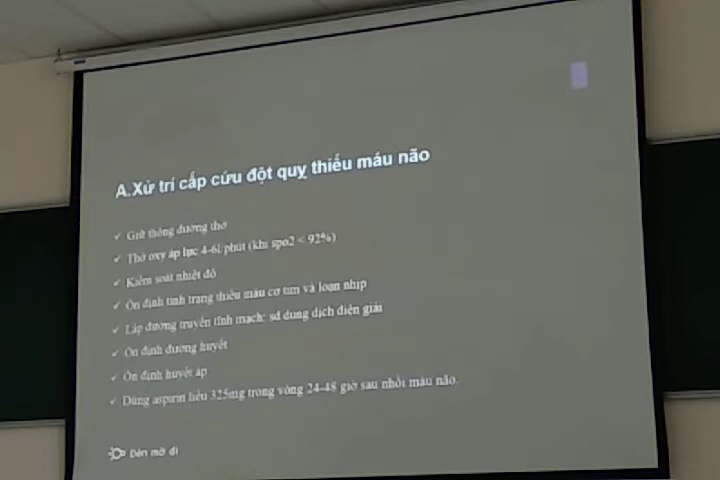 A.Xử trí cấp cứu đột quỵ thiếu máu não
✓ Giữ thông đường thở
✓ Thở oxy áp lực 4-6l/phút (khi spo2 < 92%)
✓ Kiểm soát nhiệt độ
✓ Ổn định tình trạng thiếu máu cơ tim và loạn nhịp
✓ Lập đường truyền tĩnh mạch: sd dung dịch điện giải
✓ Ổn định đường huyết
✓ Ổn định huyết áp
✓ Dùng aspirin liều 325mg trong vòng 24-48 giờ sau nhồi máu não.
Đèn mờ đi